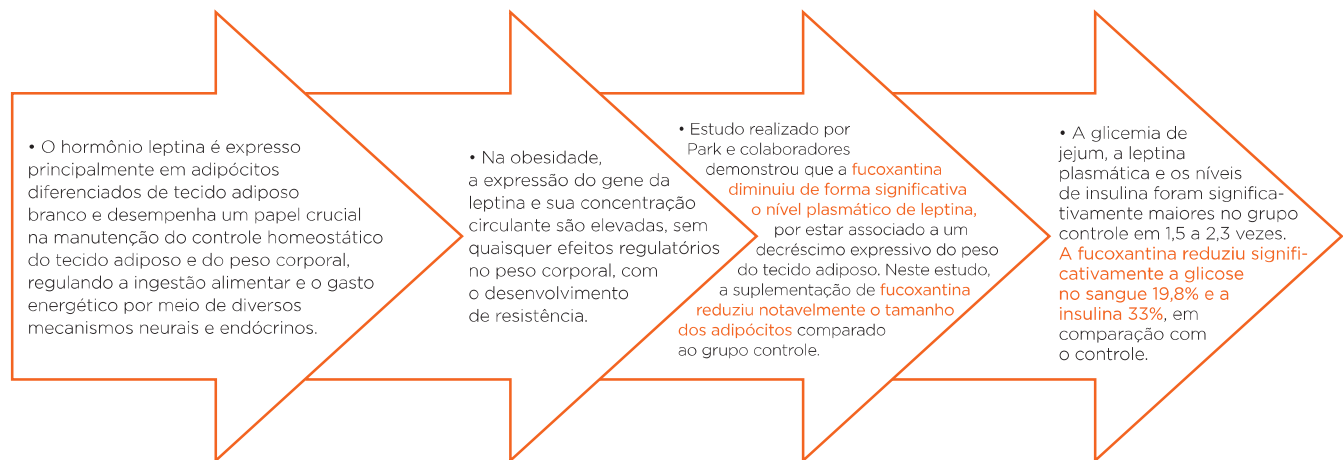 • O hormônio leptina é expresso
principalmente em adipócitos
diferenciados de tecido adiposo
branco e desempenha um papel crucial
na manutenção do controle homeostático
do tecido adiposo e do peso corporal,
regulando a ingestão alimentar e o gasto
energético por meio de diversos
mecanismos neurais e endócrinos.
• Na obesidade,
a expressão do gene da
leptina e sua concentração
circulante são elevadas, sem
quaisquer efeitos regulatórios
no peso corporal, com
o desenvolvimento
de resistência.
• Estudo realizado por
Park e colaboradores
demonstrou que a fucoxantina
diminuiu de forma significativa
o nível plasmático de leptina,
por estar associado a um
decréscimo expressivo do peso
do tecido adiposo. Neste estudo,
a suplementação de fucoxantina
reduziu notavelmente o tamanho
dos adipócitos comparado
ao grupo controle.
• A glicemia de
jejum, a leptina
plasmática e os níveis
de insulina foram significa-
tivamente maiores no grupo
controle em 1,5 a 2,3 vezes.
A fucoxantina reduziu signifi-
cativamente a glicose
no sangue 19,8% e a
insulina 33%, em
comparação com
o controle.